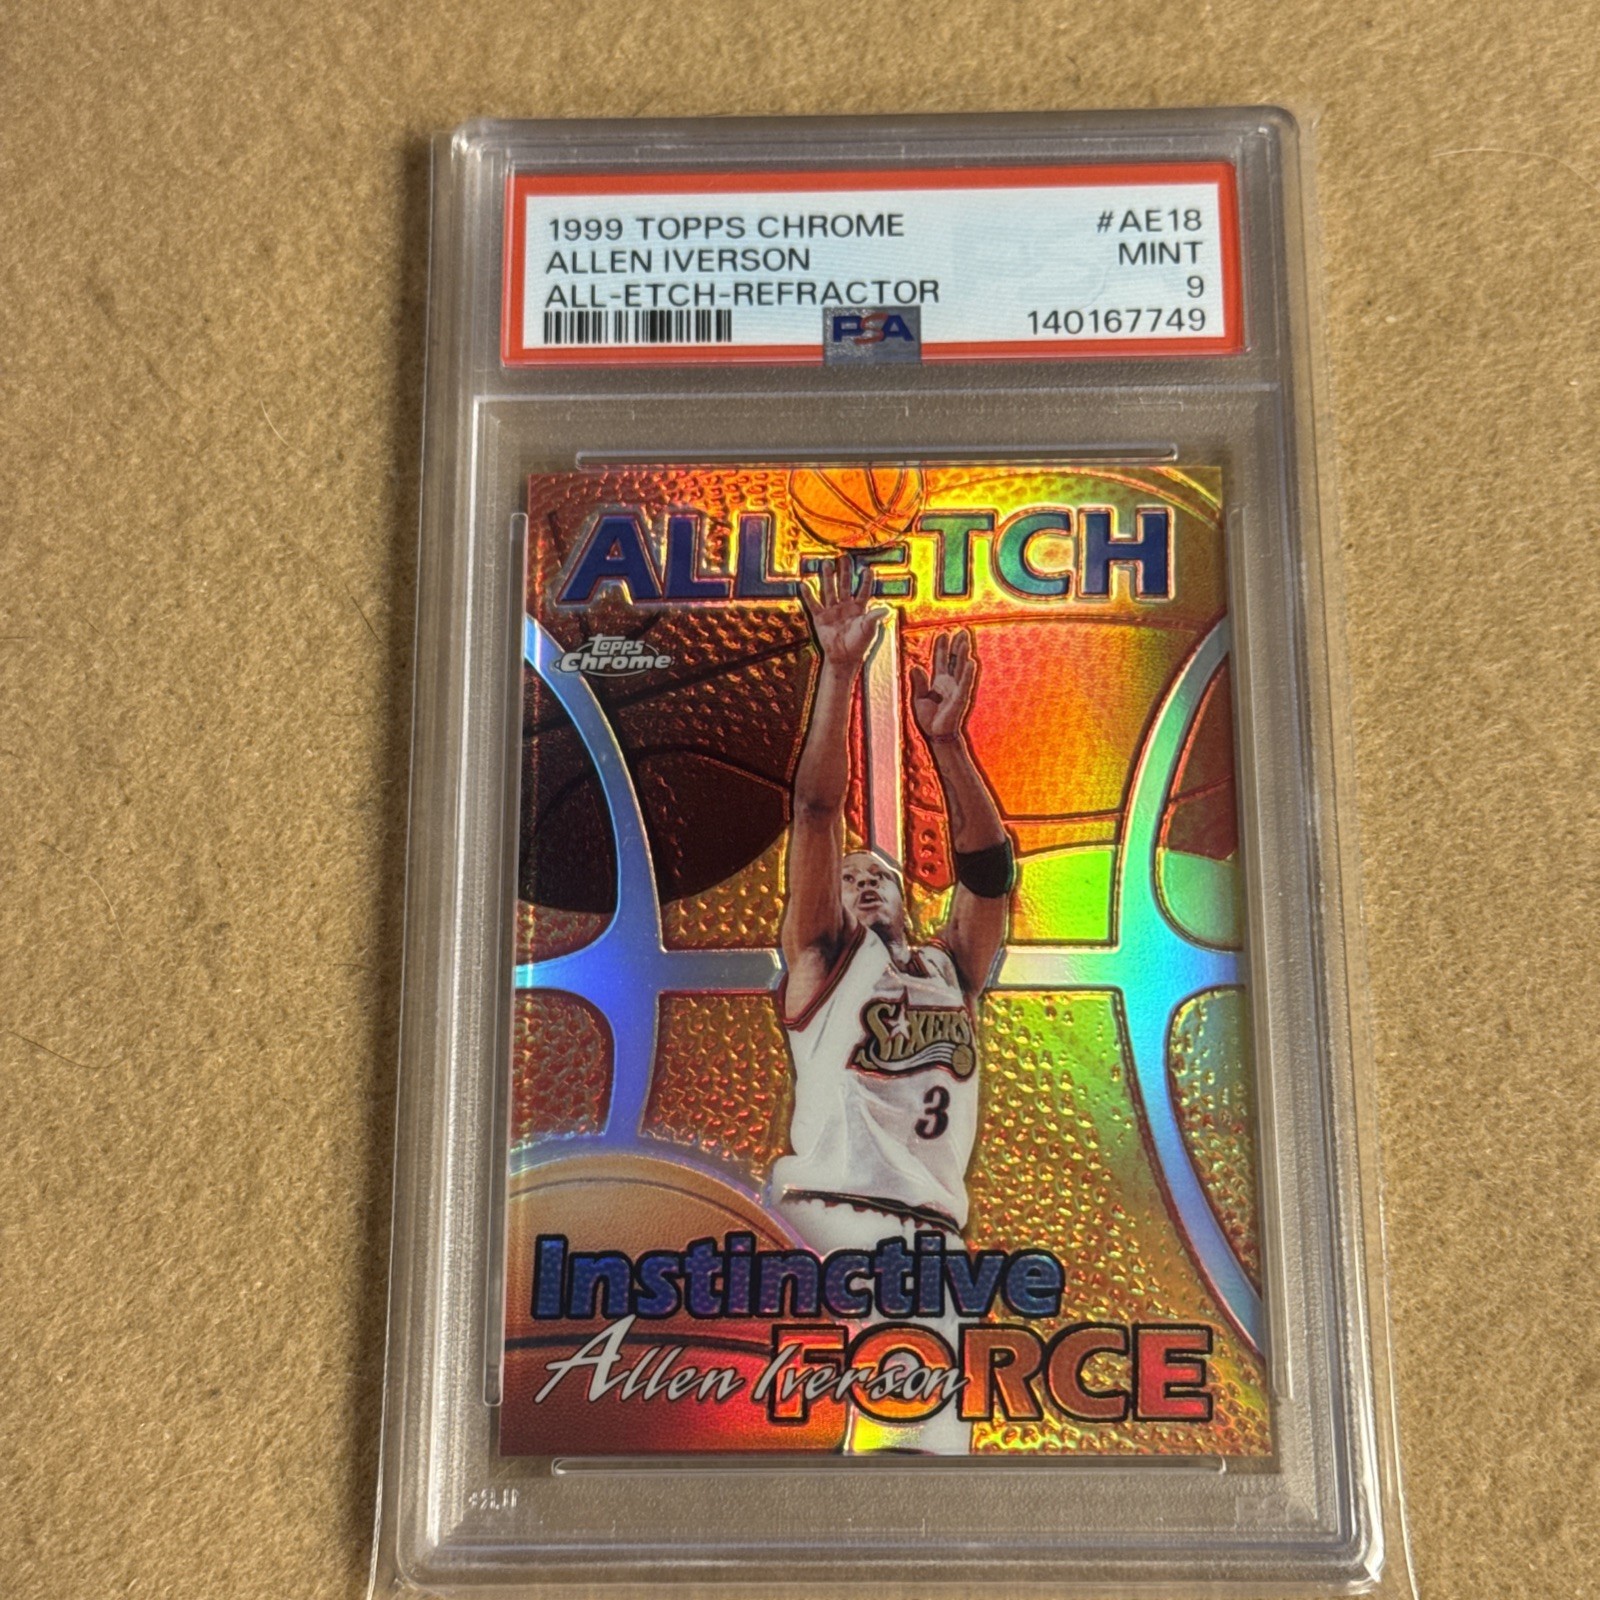 1999 TOPPS CHROME #AE18
ALLEN IVERSON MINT
ALL-ETCH-REFRACTOR 9
PSA 140167749
ALL-ETCH
Topps
Chrome
SIXERS
3
Instinctive
FORCE
Allen Iverson